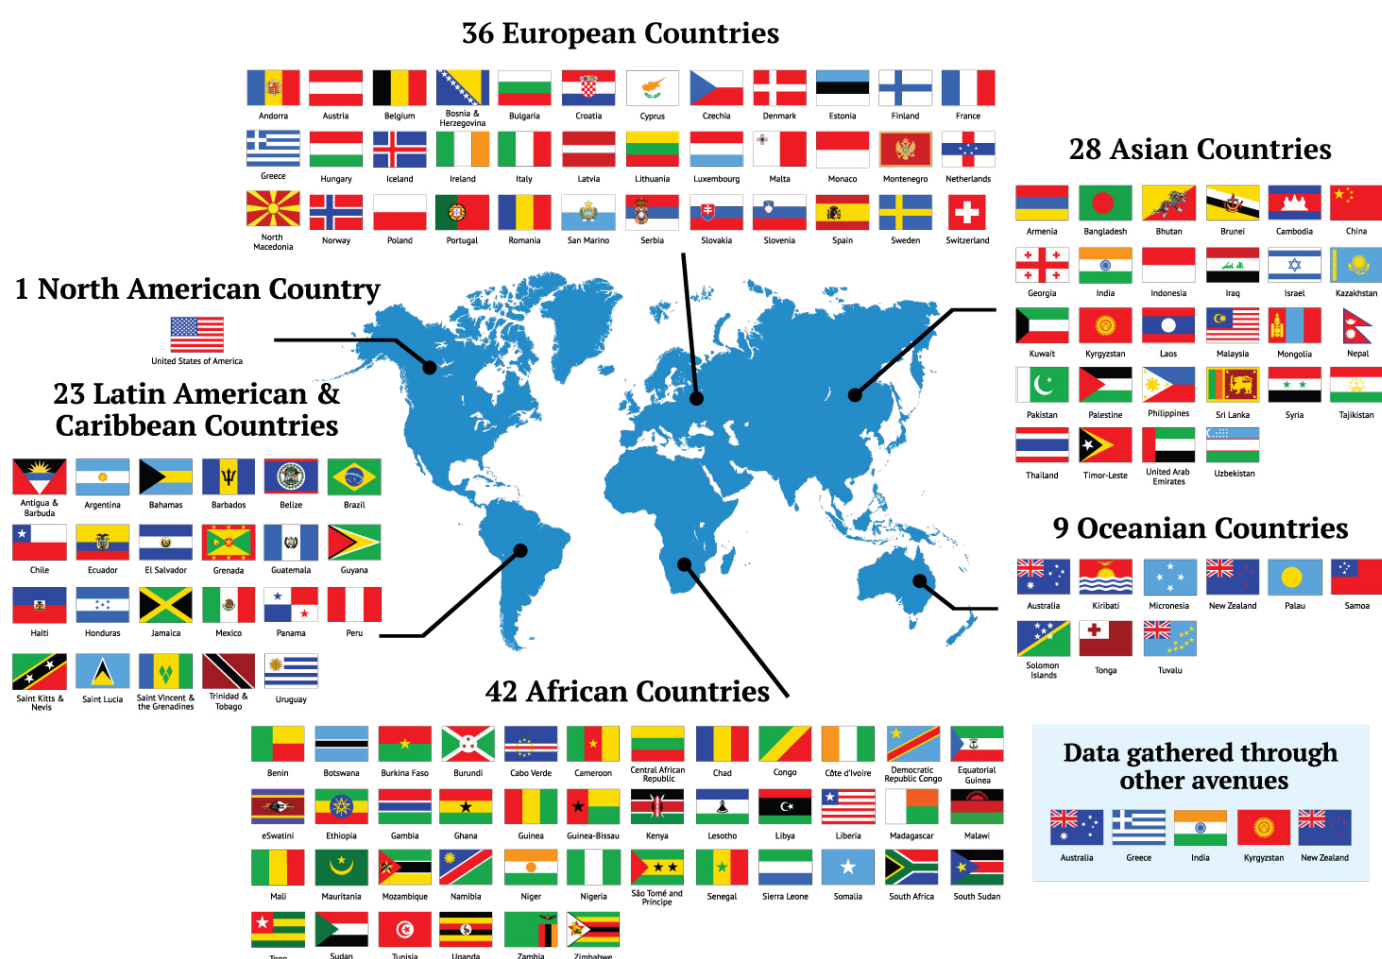 36 European Countries
Andorra
Austria
Belgium
Bosnia &
Herzegovina
Bulgaria
Croatia
Cyprus
Czechia
Denmark
Estonia
Finland
France
Greece
Hungary
Iceland
Ireland
Italy
Latvia
Lithuania
Luxembourg
Malta
Monaco
Montenegro
Netherlands
North
Macedonia
Norway
Poland
Portugal
Romania
San Marino
Serbia
Slovakia
Slovenia
Spain
Sweden
Switzerland
28 Asian Countries
Armenia
Bangladesh
Bhutan
Brunei
Cambodia
China
Georgia
India
Indonesia
Iraq
Israel
Kazakhstan
Kuwait
Kyrgyzstan
Laos
Malaysia
Mongolia
Nepal
Pakistan
Palestine
Philippines
Sri Lanka
Syria
Tajikistan
Thailand
Timor-Leste
United Arab
Emirates
Uzbekistan
1 North American Country
United States of America
23 Latin American &
Caribbean Countries
Antigua &
Barbuda
Argentina
Bahamas
Barbados
Belize
Brazil
Chile
Ecuador
El Salvador
Grenada
Guatemala
Guyana
Haiti
Honduras
Jamaica
Mexico
Panama
Peru
Saint Kitts &
Nevis
Saint Lucia
Saint Vincent &
the Grenadines
Trinidad &
Tobago
Uruguay
9 Oceanian Countries
Australia
Kiribati
Micronesia
New Zealand
Palau
Samoa
Solomon
Islands
Tonga
Tuvalu
42 African Countries
Benin
Botswana
Burkina Faso
Burundi
Cabo Verde
Cameroon
Central African
Republic
Chad
Congo
Côte d'Ivoire
Democratic
Republic Congo
Equatorial
Guinea
eSwatini
Ethiopia
Gambia
Ghana
Guinea
Guinea-Bissau
Kenya
Lesotho
Libya
Liberia
Madagascar
Malawi
Mali
Mauritania
Mozambique
Namibia
Niger
Nigeria
São Tomé and
Príncipe
Senegal
Sierra Leone
Somalia
South Africa
South Sudan
Togo
Sudan
Tunisia
Uganda
Zambia
Zimbabwe
Data gathered through
other avenues
Australia
Greece
India
Kyrgyzstan
New Zealand